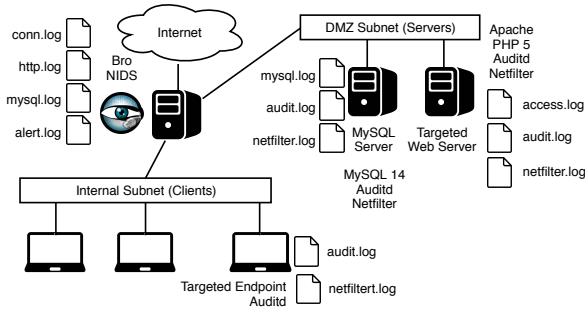 conn.log
http.log
mysql.log
alert.log
Bro
NIDS
Internet
DMZ Subnet (Servers)
Apache
PHP 5
Auditd
Netfilter
mysql.log
audit.log
netfilter.log
MySQL
Server
MySQL 14
Auditd
Netfilter
Targeted
Web Server
access.log
audit.log
netfilter.log
Internal Subnet (Clients)
Targeted Endpoint
Auditd
audit.log
netfiltert.log